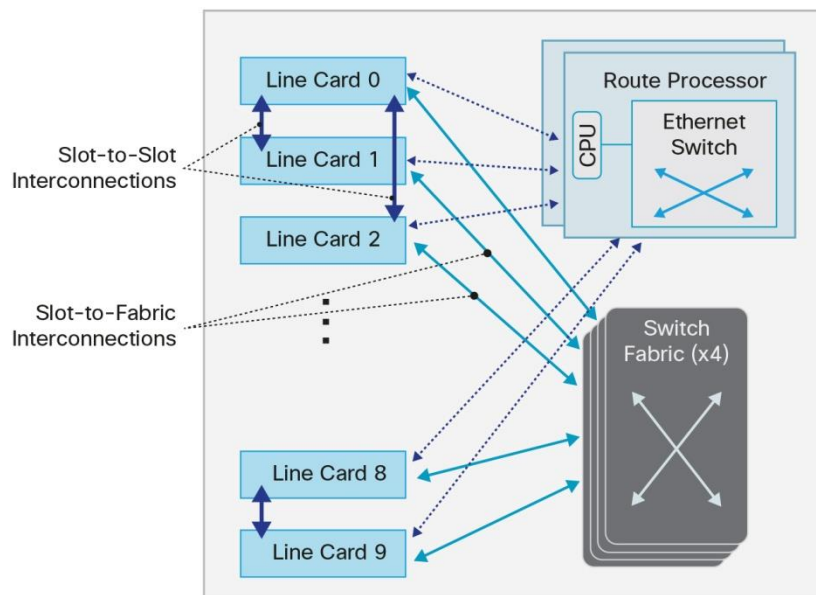 Line Card 0
Line Card 1
Line Card 2
Line Card 8
Line Card 9
Slot-to-Slot
Interconnections
Slot-to-Fabric
Interconnections
Route Processor
CPU
Ethernet
Switch
Switch
Fabric (x4)